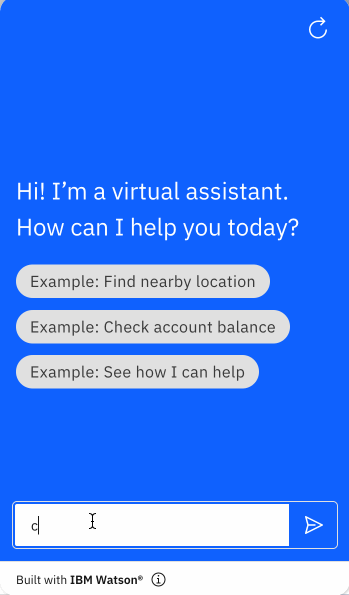 Hi! I’m a virtual assistant.
How can I help you today?
Example: Find nearby location
Example: Check account balance
Example: See how I can help
c
Built with IBM Watson®